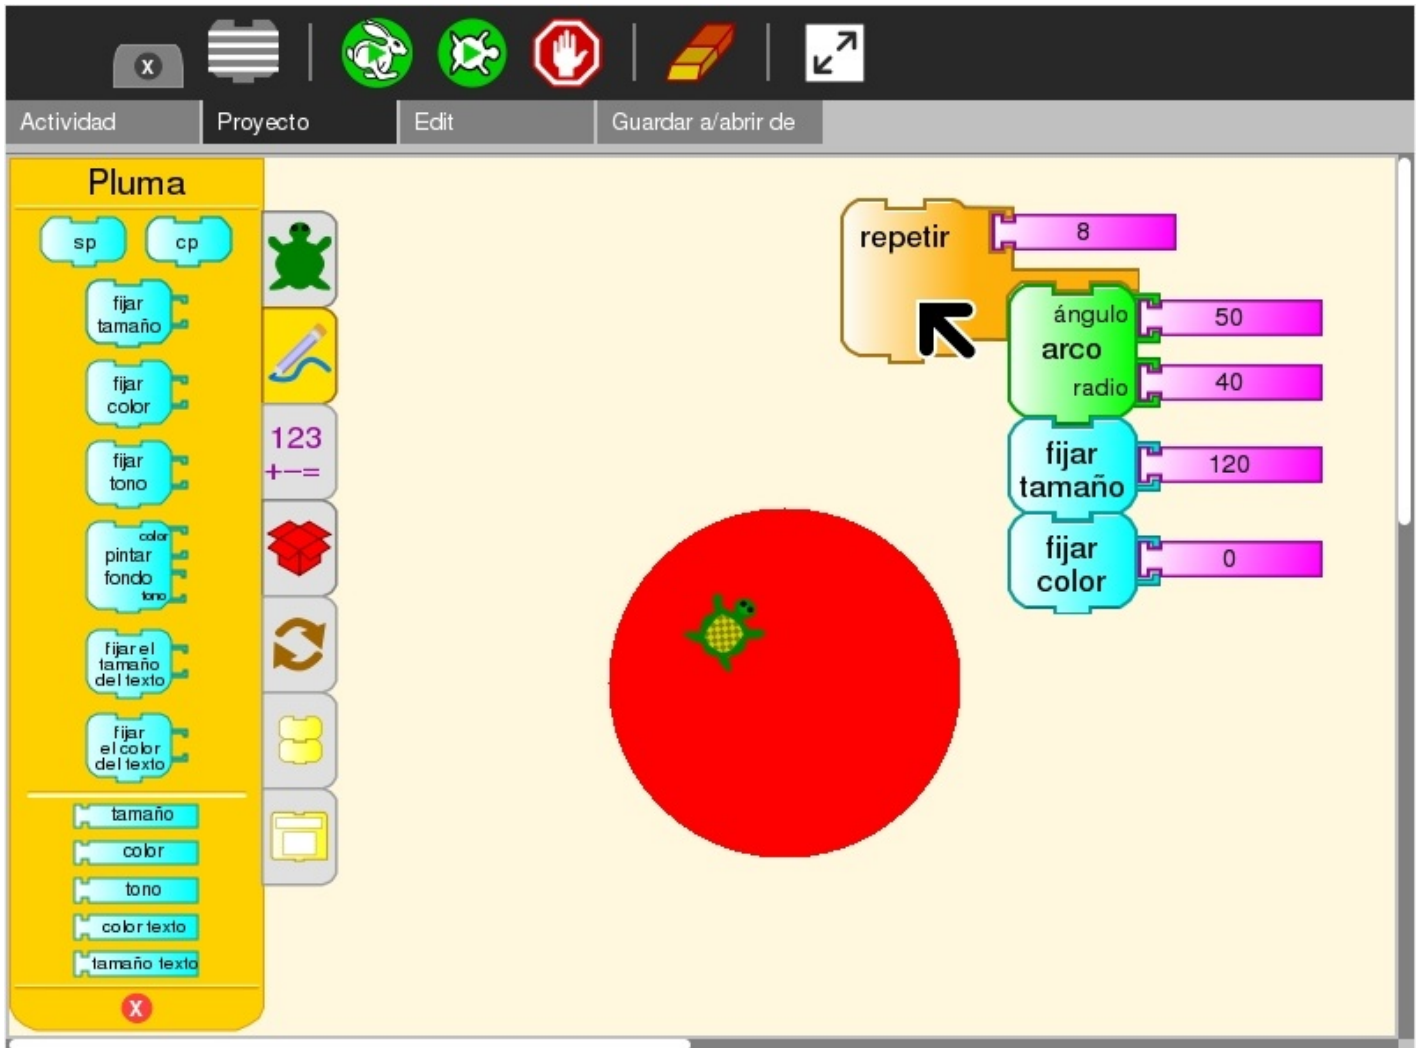 x
Actividad
Proyecto
Edit
Guardar a/abrir de
Pluma
sp
cp
fijar
tamaño
fijar
color
fijar
tono
color
pintar
fondo
tono
fijar el
tamaño
del texto
fijar
el color
del texto
tamaño
color
tono
color texto
tamaño texto
X
123
+−=
repetir
8
ángulo
50
arco
radio
40
fijar
tamaño
120
fijar
color
0